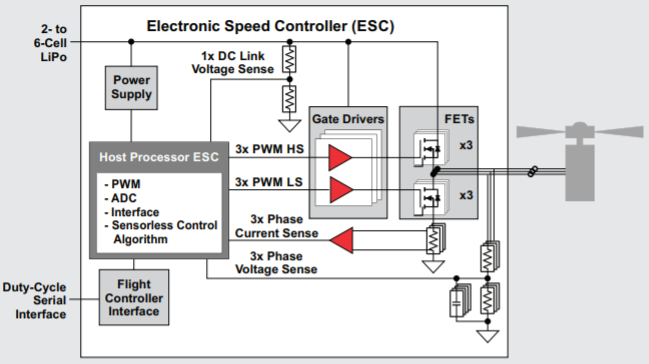 Electronic Speed Controller (ESC)
2- to
6-Cell
LiPo
1x DC Link
Voltage Sense
Power
Supply
Gate Drivers
FETs
x3
Host Processor ESC
3x PWM HS
- PWM
- ADC
- Interface
- Sensorless Control
Algorithm
3x PWM LS
x3
3x Phase
Current Sense
3x Phase
Voltage Sense
Duty-Cycle
Serial
Interface
Flight
Controller
Interface